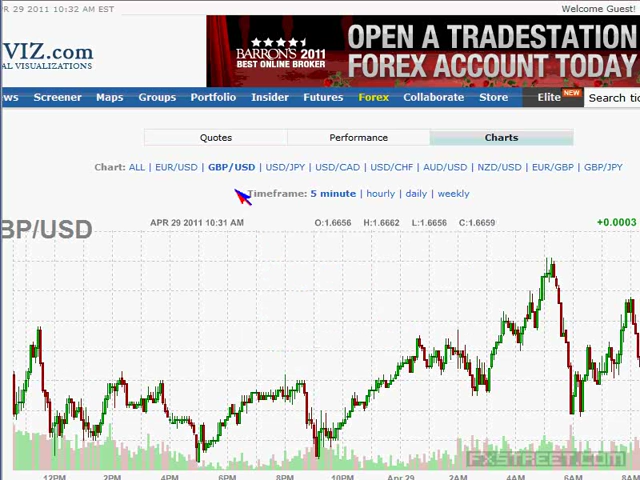 PR 29 2011 10:32 AM EST
Welcome Guest!
VIZ.com
AL VISUALIZATIONS
BARRON'S 2011
BEST ONLINE BROKER
OPEN A TRADESTATION
FOREX ACCOUNT TODAY
ws Screener Maps Groups Portfolio Insider Futures Forex Collaborate Store Elite NEW Search tic
Quotes Performance Charts
Chart: ALL | EUR/USD | GBP/USD | USD/JPY | USD/CAD | USD/CHF | AUD/USD | NZD/USD | EUR/GBP | GBP/JPY
Timeframe: 5 minute | hourly | daily | weekly
BP/USD
APR 29 2011 10:31 AM O:1.6656 H:1.6662 L:1.6656 C:1.6659 +0.0003
FXSTREET.COM
12PM 2PM 4PM 6PM 8PM 10PM Apr 29 2AM 4AM 6AM 8AM